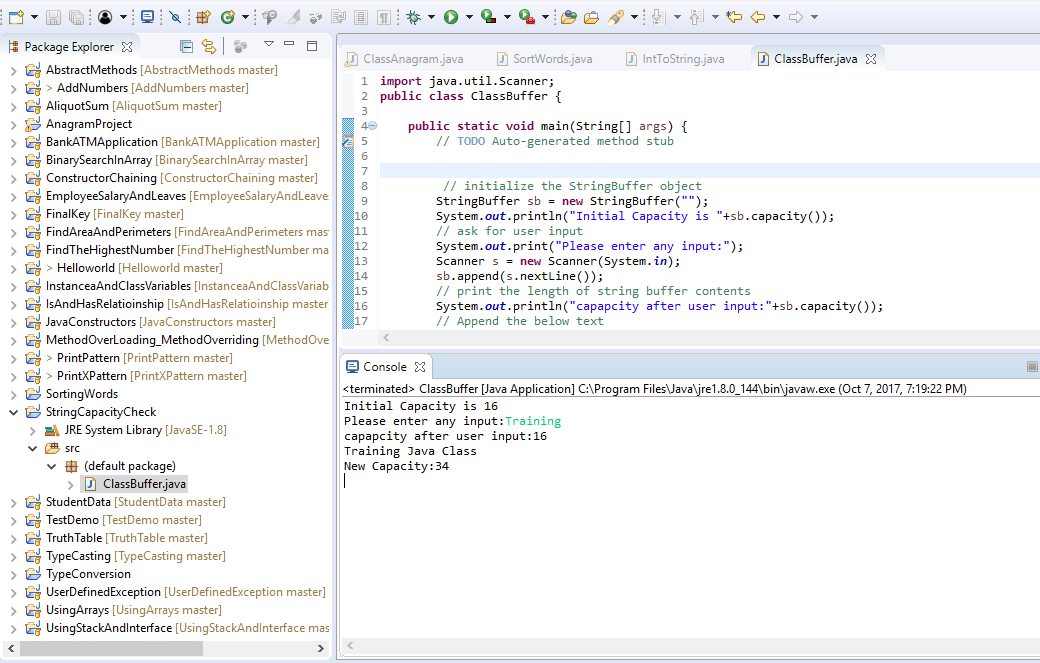 Package Explorer
AbstractMethods [AbstractMethods master]
> AddNumbers [AddNumbers master]
AliquotSum [AliquotSum master]
AnagramProject
BankATMApplication [BankATMApplication master]
BinarySearchInArray [BinarySearchInArray master]
ConstructorChaining [ConstructorChaining master]
EmployeeSalaryAndLeaves [EmployeeSalaryAndLeave
FinalKey [FinalKey master]
FindAreaAndPerimeters [FindAreaAndPerimeters mas
FindTheHighestNumber [FindTheHighestNumber ma
> Helloworld [Helloworld master]
InstanceaAndClassVariables [InstanceaAndClassVariab
IsAndHasRelatioinship [IsAndHasRelatioinship master
JavaConstructors [JavaConstructors master]
MethodOverLoading_MethodOverriding [MethodOve
> PrintPattern [PrintPattern master]
> PrintXPattern [PrintXPattern master]
SortingWords
StringCapacityCheck
JRE System Library [JavaSE-1.8]
src
(default package)
ClassBuffer.java
StudentData [StudentData master]
TestDemo [TestDemo master]
TruthTable [TruthTable master]
TypeCasting [TypeCasting master]
TypeConversion
UserDefinedException [UserDefinedException master]
UsingArrays [UsingArrays master]
UsingStackAndInterface [UsingStackAndInterface mas
ClassAnagram.java SortWords.java IntToString.java ClassBuffer.java
1 import java.util.Scanner;
2 public class ClassBuffer {
3
4 public static void main(String[] args) {
5 // TODO Auto-generated method stub
6
7
8 // initialize the StringBuffer object
9 StringBuffer sb = new StringBuffer("");
10 System.out.println("Initial Capacity is "+sb.capacity());
11 // ask for user input
12 System.out.print("Please enter any input:");
13 Scanner s = new Scanner(System.in);
14 sb.append(s.nextLine());
15 // print the length of string buffer contents
16 System.out.println("capapcity after user input:"+sb.capacity());
17 // Append the below text
Console
<terminated> ClassBuffer [Java Application] C:\Program Files\Java\jre1.8.0_144\bin\javaw.exe (Oct 7, 2017, 7:19:22 PM)
Initial Capacity is 16
Please enter any input:Training
capapcity after user input:16
Training Java Class
New Capacity:34